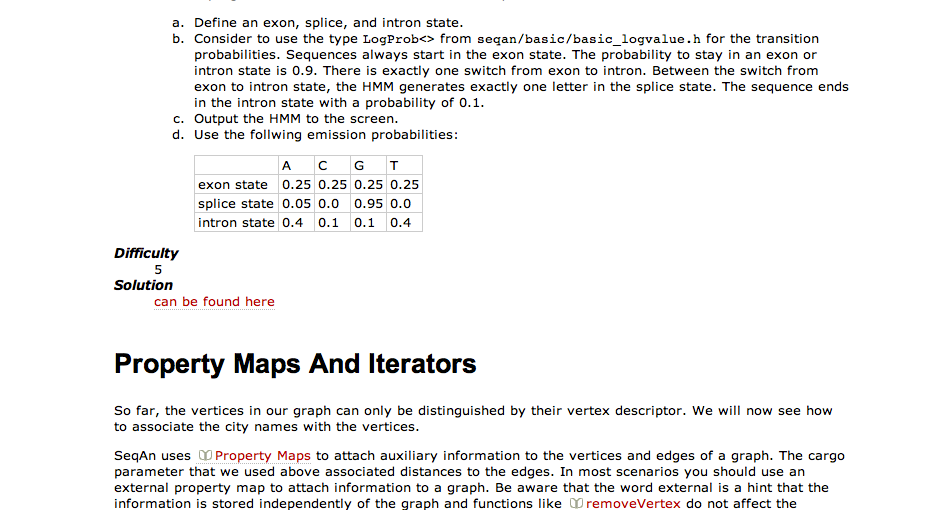 a. Define an exon, splice, and intron state.
b. Consider to use the type LogProb<> from seqan/basic/basic_logvalue.h for the transition
probabilities. Sequences always start in the exon state. The probability to stay in an exon or
intron state is 0.9. There is exactly one switch from exon to intron. Between the switch from
exon to intron state, the HMM generates exactly one letter in the splice state. The sequence ends
in the intron state with a probability of 0.1.
c. Output the HMM to the screen.
d. Use the follwing emission probabilities:
A C G T
exon state 0.25 0.25 0.25 0.25
splice state 0.05 0.0 0.95 0.0
intron state 0.4 0.1 0.1 0.4
Difficulty
5
Solution
can be found here
Property Maps And Iterators
So far, the vertices in our graph can only be distinguished by their vertex descriptor. We will now see how
to associate the city names with the vertices.
SeqAn uses Property Maps to attach auxiliary information to the vertices and edges of a graph. The cargo
parameter that we used above associated distances to the edges. In most scenarios you should use an
external property map to attach information to a graph. Be aware that the word external is a hint that the
information is stored independently of the graph and functions like removeVertex do not affect the